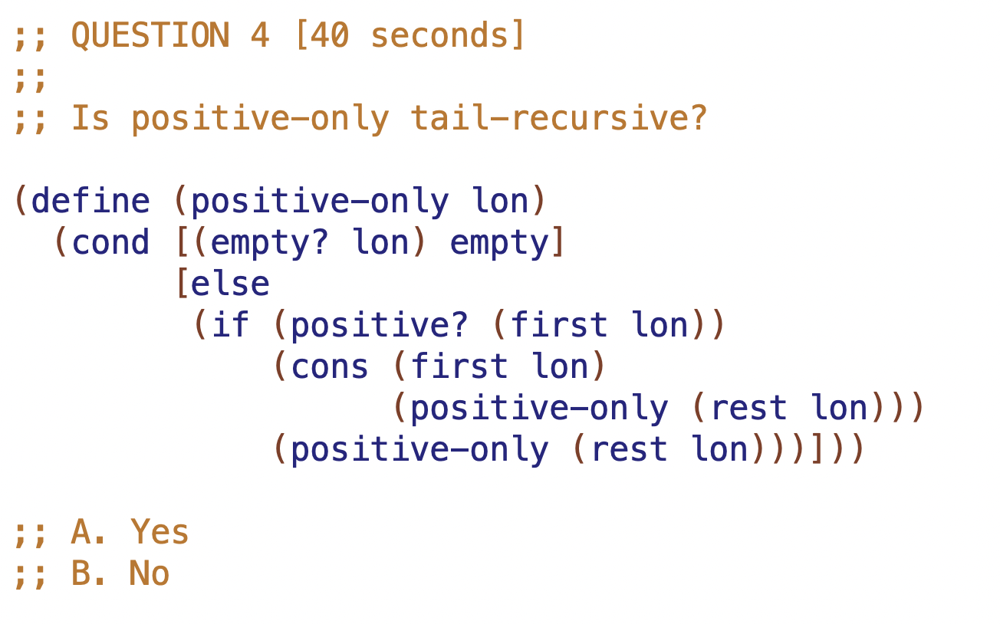 ;; QUESTION 4 [40 seconds]
;;
;; Is positive-only tail-recursive?

(define (positive-only lon)
  (cond [(empty? lon) empty]
        [else
         (if (positive? (first lon))
             (cons (first lon)
                   (positive-only (rest lon)))
             (positive-only (rest lon)))]))

;; A. Yes
;; B. No